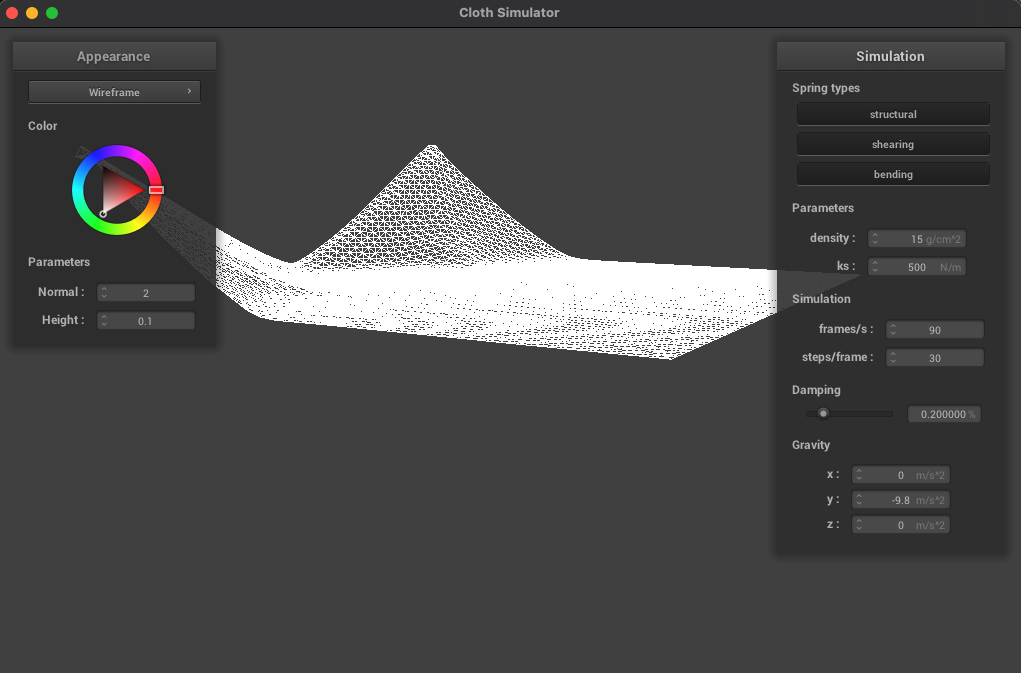 Cloth Simulator
Appearance
Wireframe
Color
Parameters
Normal : 2
Height : 0.1
Simulation
Spring types
structural
shearing
bending
Parameters
density : 15 g/cm^2
ks : 500 N/m
Simulation
frames/s : 90
steps/frame : 30
Damping
0.200000 %
Gravity
x : 0 m/s^2
y : -9.8 m/s^2
z : 0 m/s^2